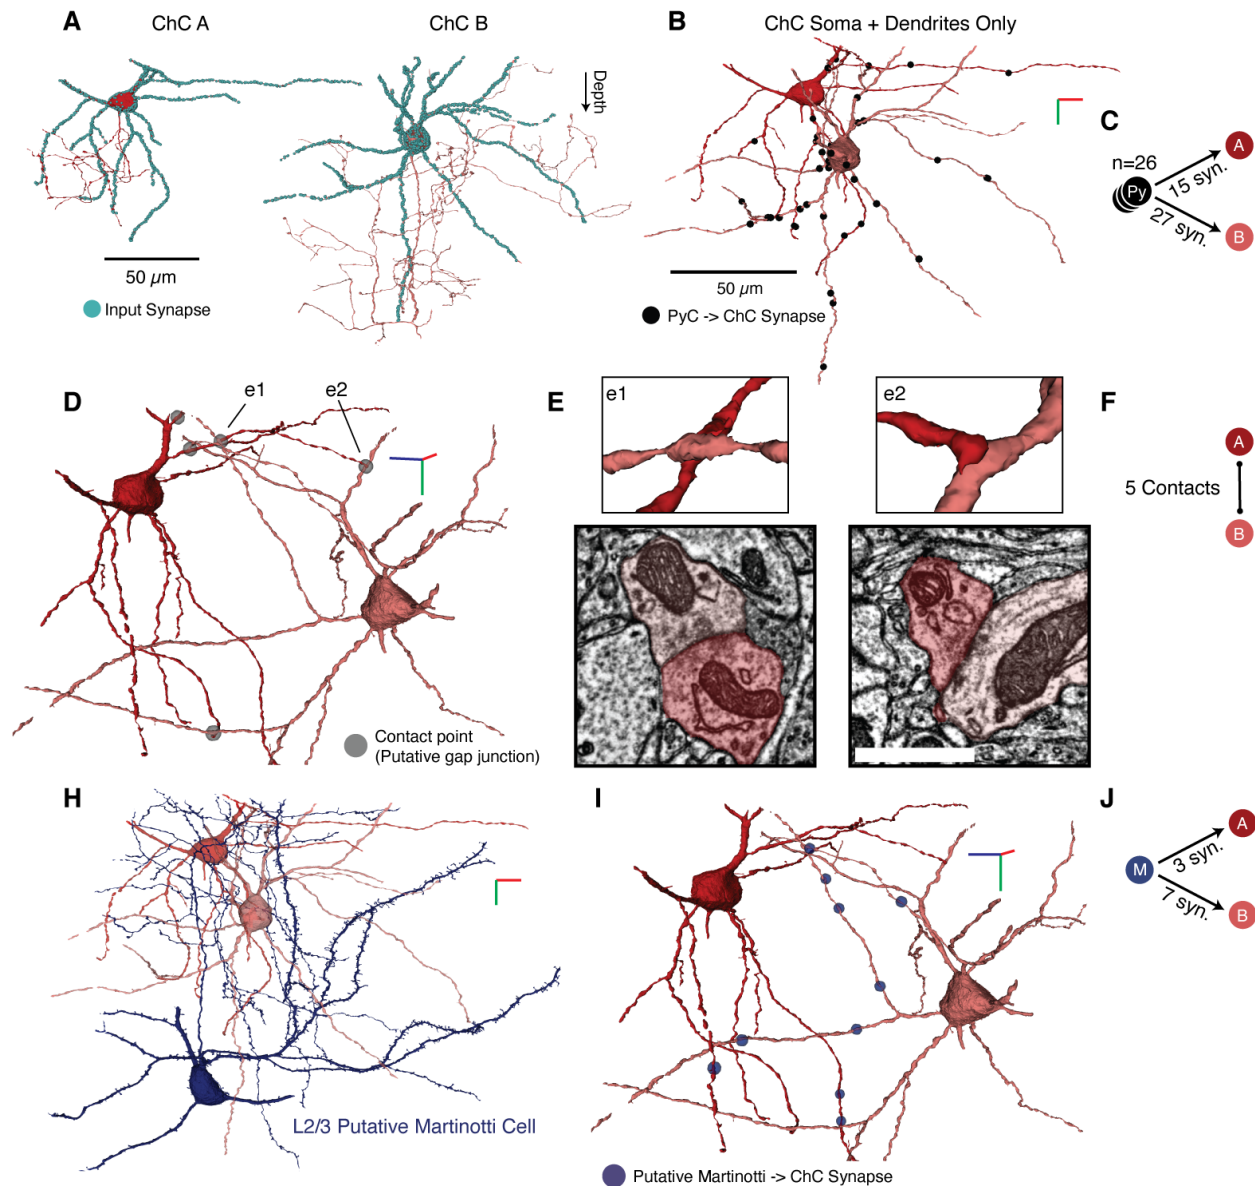 A
ChC A
ChC B
Depth
50 µm
Input Synapse
B
ChC Soma + Dendrites Only
50 µm
PyC -> ChC Synapse
C
n=26
Py
15 syn.
27 syn.
A
B
D
e1
e2
Contact point
(Putative gap junction)
E
e1
e2
F
A
5 Contacts
B
H
L2/3 Putative Martinotti Cell
I
Putative Martinotti -> ChC Synapse
J
M
3 syn.
7 syn.
A
B